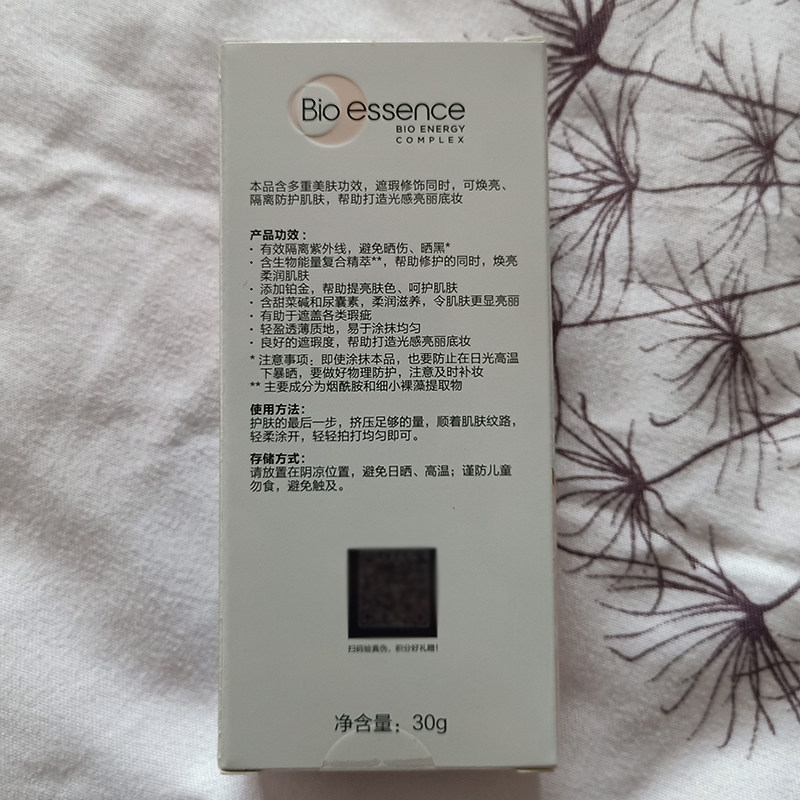 Bio essence
BIO ENERGY
COMPLEX
本品含多重美肤功效，遮瑕修饰同时，可焕亮、
隔离防护肌肤，帮助打造光感亮丽底妆
产品功效：
· 有效隔离紫外线，避免晒伤、晒黑*
· 含生物能量复合精萃**，帮助修护的同时，焕亮
柔润肌肤
· 添加铂金，帮助提亮肤色、呵护肌肤
· 含甜菜碱和尿囊素，柔润滋养，令肌肤更显亮丽
· 有助于遮盖各类瑕疵
· 轻盈透薄质地，易于涂抹均匀
· 良好的遮瑕度，帮助打造光感亮丽底妆
* 注意事项：即使涂抹本品，也要防止在日光高温
下暴晒，要做好物理防护，注意及时补妆
** 主要成分为烟酰胺和细小裸藻提取物
使用方法：
护肤的最后一步，挤压足够的量，顺着肌肤纹路，
轻柔涂开，轻轻拍打均匀即可。
存储方式：
请放置在阴凉位置，避免日晒、高温；谨防儿童
勿食，避免触及。
扫码验真伪，积分好礼赠！
净含量：30g